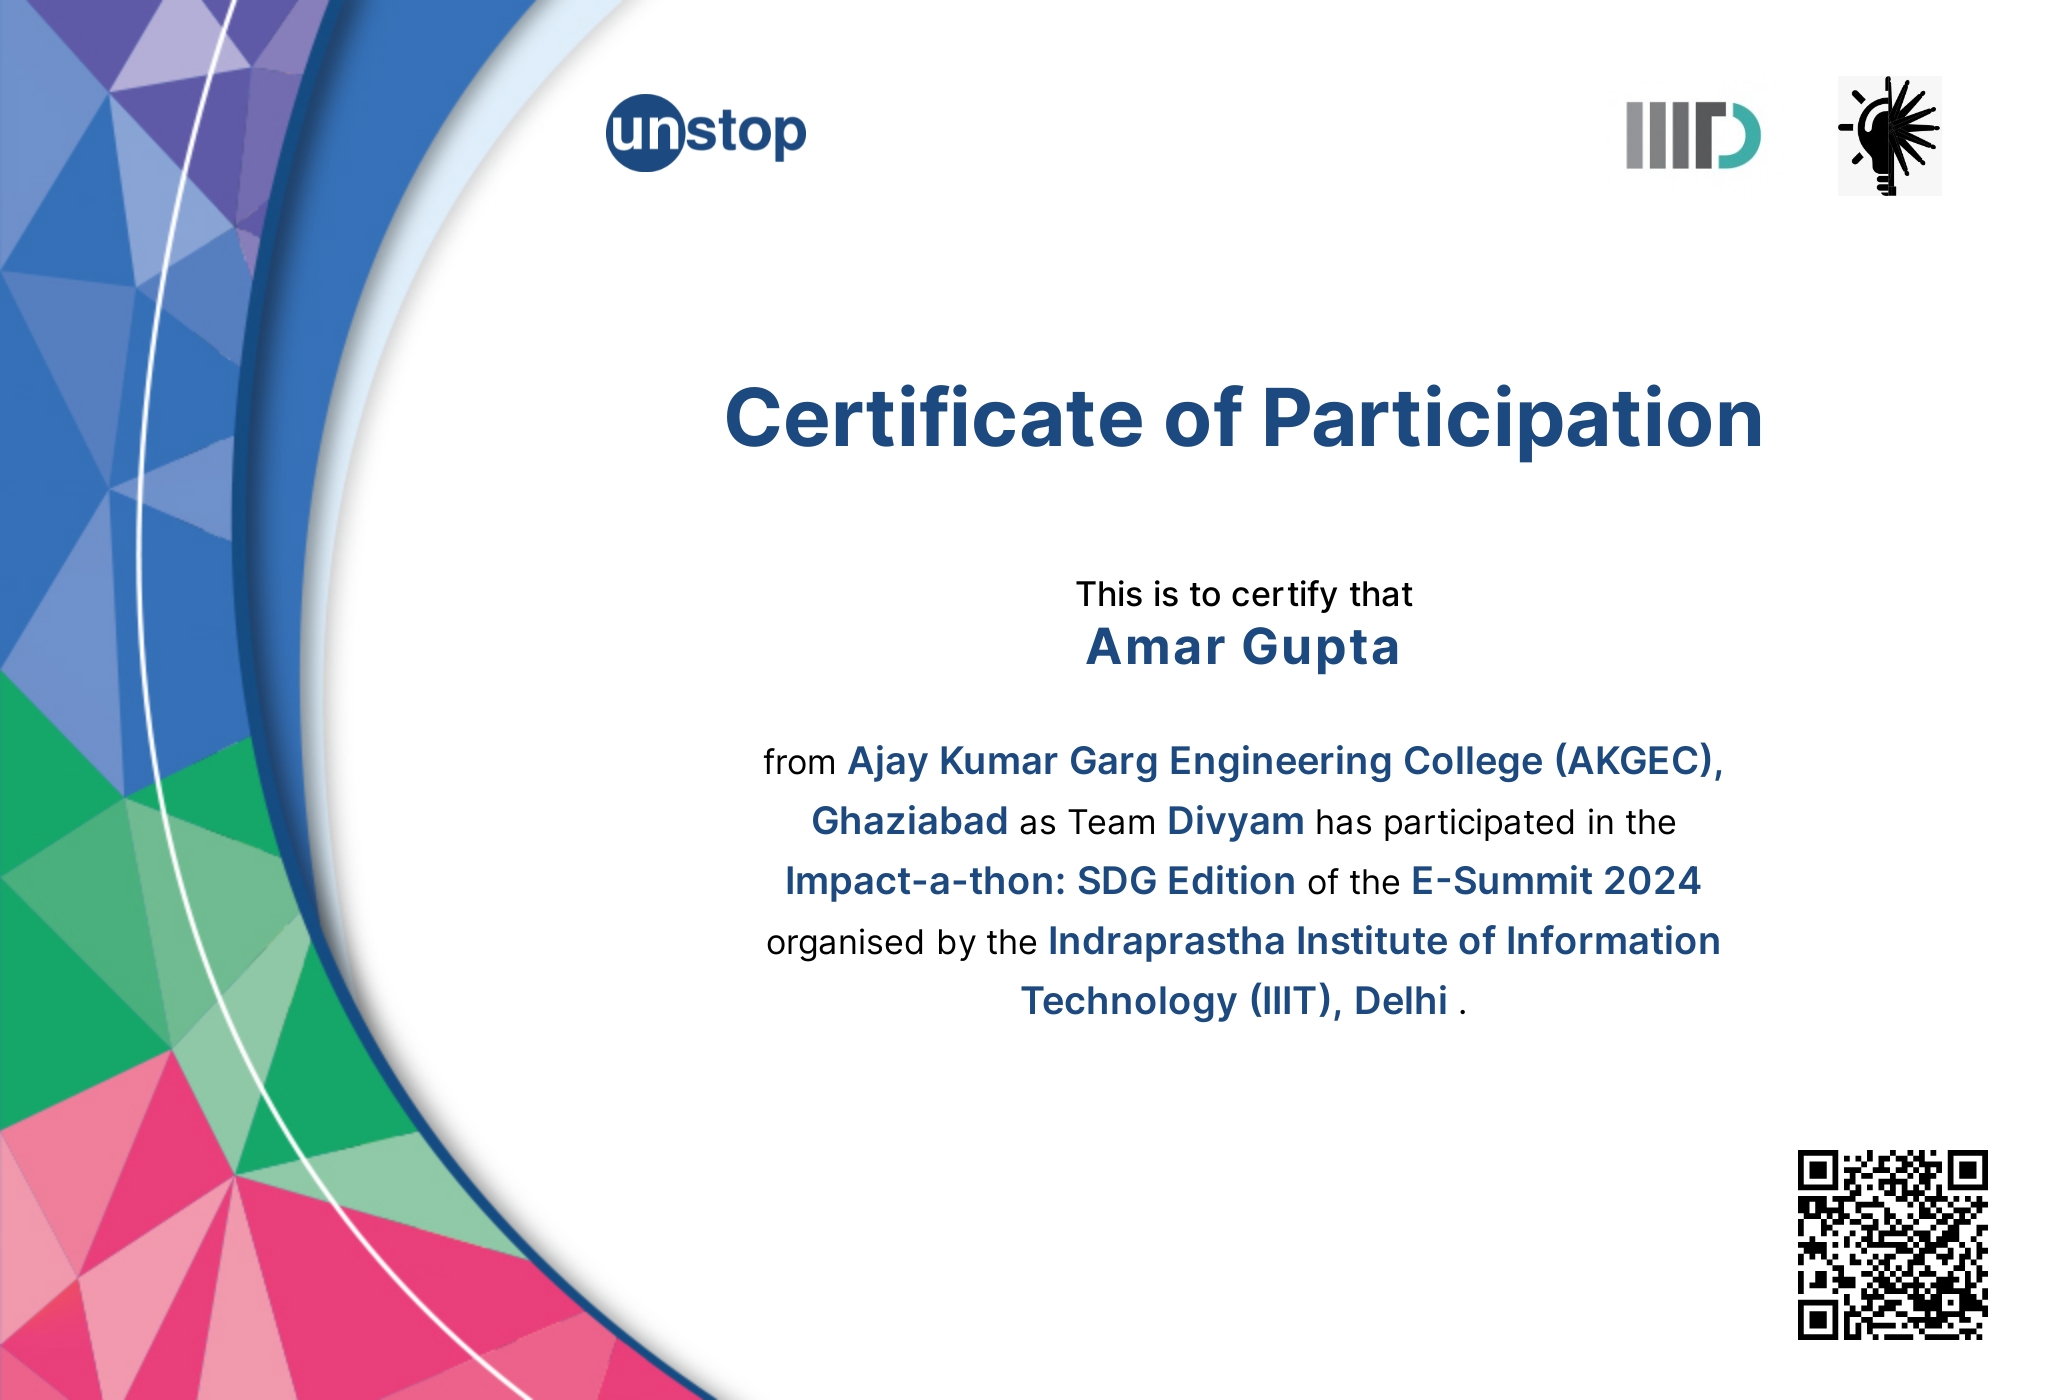 unstop
IIITD
Certificate of Participation
This is to certify that
Amar Gupta
from Ajay Kumar Garg Engineering College (AKGEC),
Ghaziabad as Team Divyam has participated in the
Impact-a-thon: SDG Edition of the E-Summit 2024
organised by the Indraprastha Institute of Information
Technology (IIIT), Delhi .